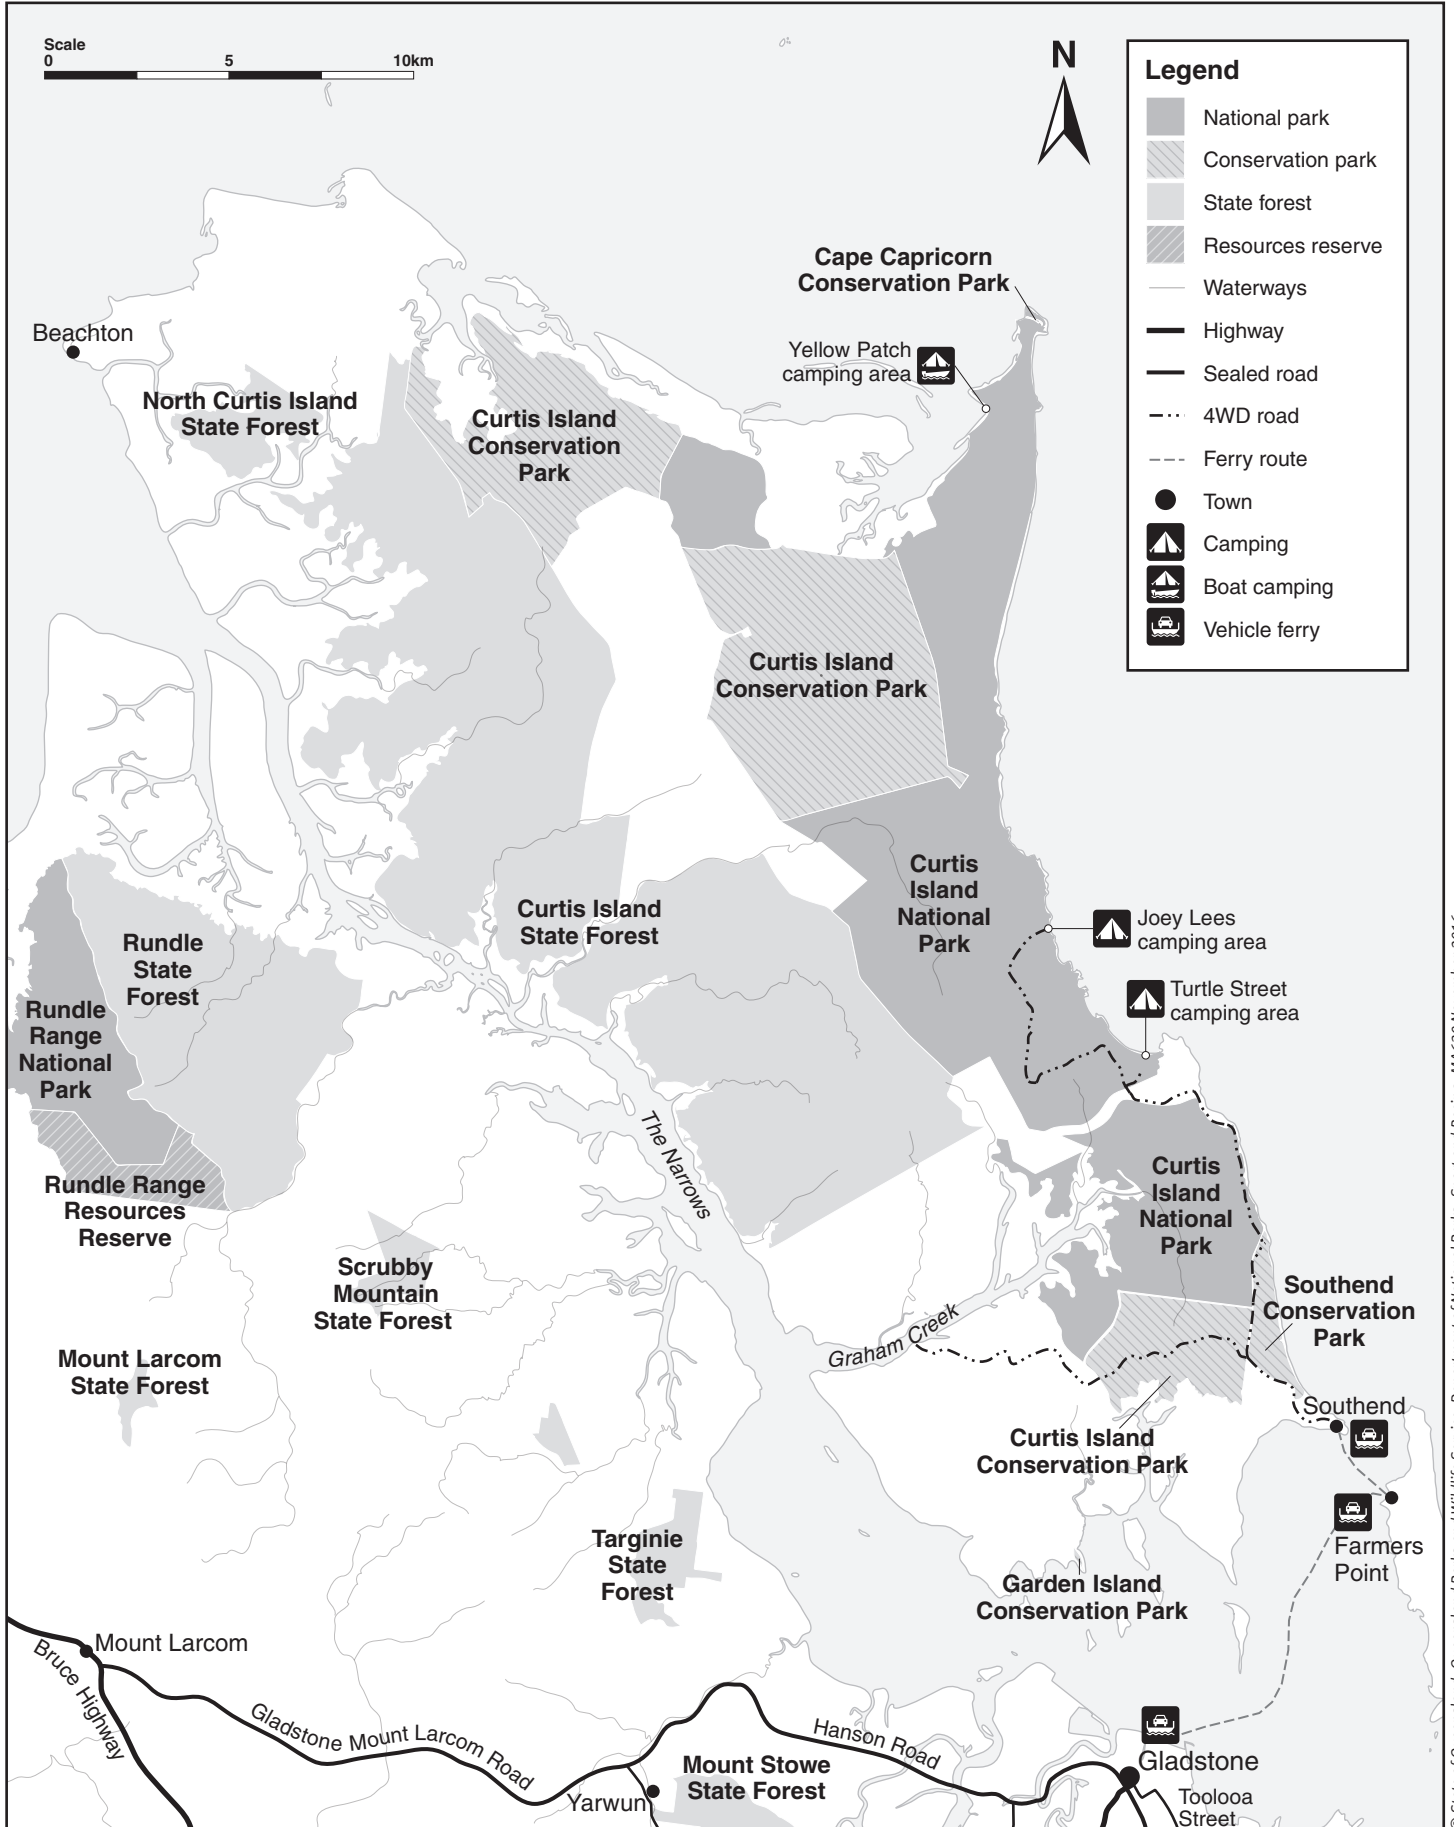 Scale
0 5 10km
N
Legend
National park
Conservation park
State forest
Resources reserve
Waterways
Highway
Sealed road
4WD road
Ferry route
Town
Camping
Boat camping
Vehicle ferry
Cape Capricorn
Conservation Park
Beachton
Yellow Patch
camping area
North Curtis Island
State Forest
Curtis Island
Conservation
Park
Curtis Island
Conservation Park
Curtis
Island
National
Park
Joey Lees
camping area
Curtis Island
State Forest
Rundle
State
Forest
Turtle Street
camping area
Rundle
Range
National
Park
The Narrows
Curtis
Island
National
Park
Rundle Range
Resources
Reserve
Scrubby
Mountain
State Forest
Southend
Conservation
Park
Graham Creek
Mount Larcom
State Forest
Southend
Curtis Island
Conservation Park
Targinie
State
Forest
Farmers
Point
Garden Island
Conservation Park
Mount Larcom
Bruce Highway
Gladstone Mount Larcom Road
Hanson Road
Gladstone
Mount Stowe
State Forest
Yarwun
Toolooa
Street